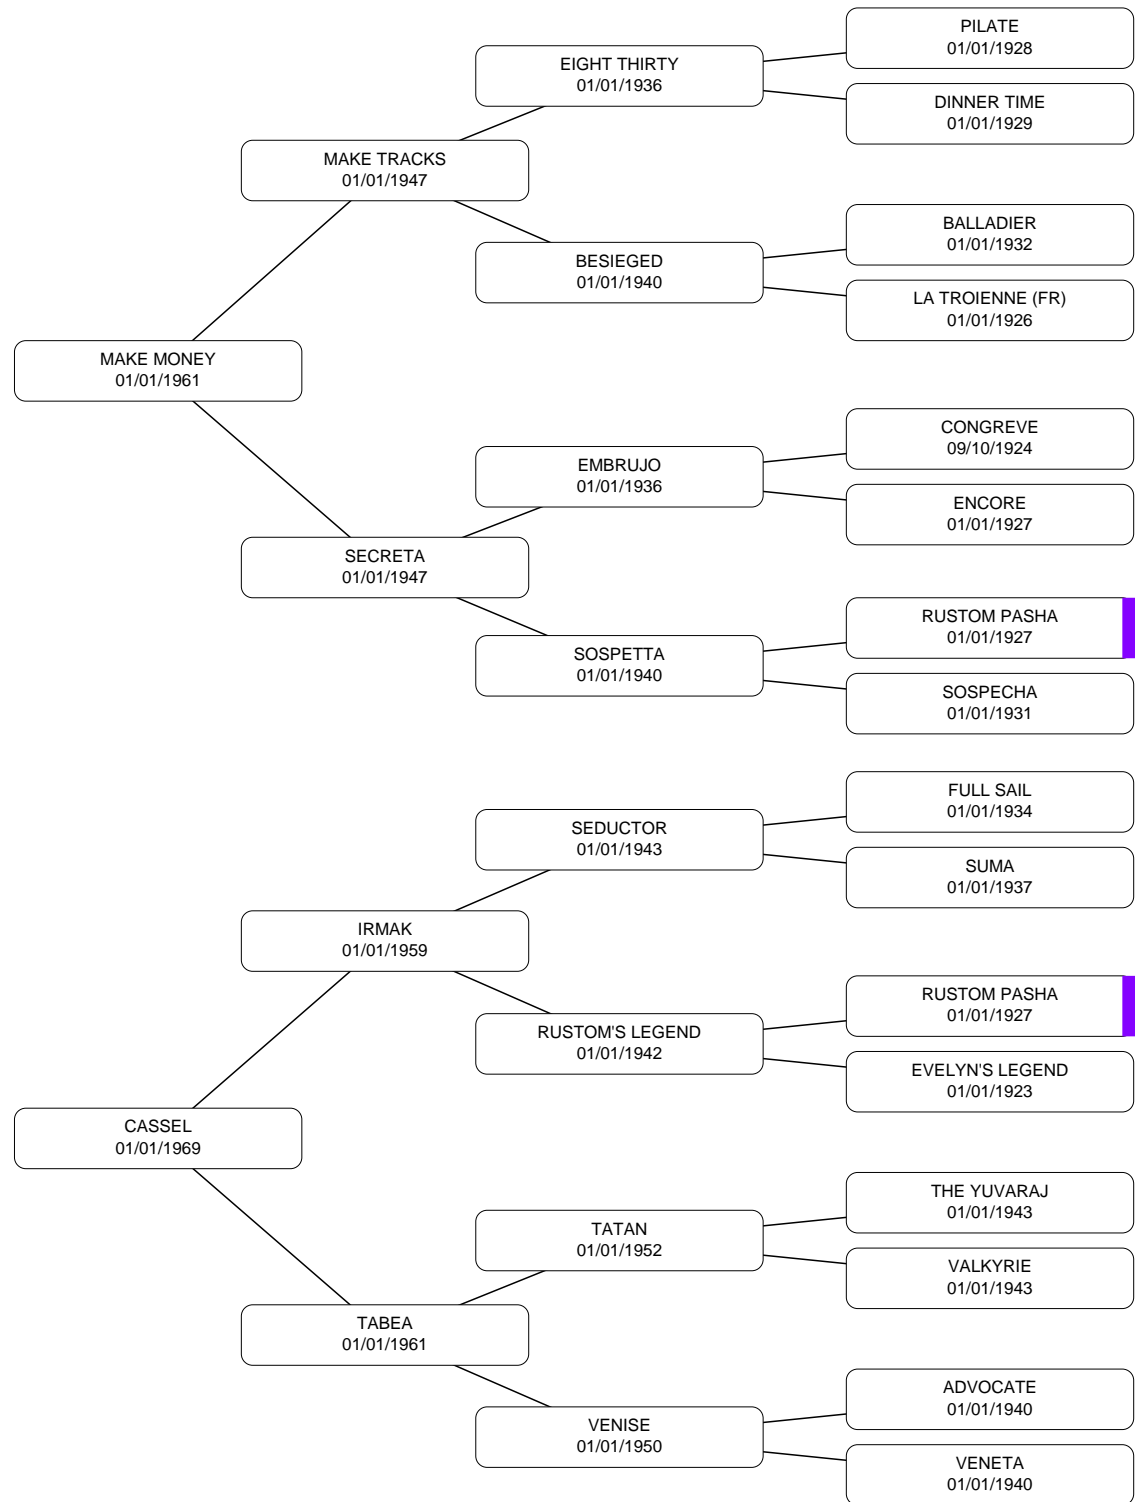 PILATE
01/01/1928
EIGHT THIRTY
01/01/1936
DINNER TIME
01/01/1929
MAKE TRACKS
01/01/1947
BALLADIER
01/01/1932
BESIEGED
01/01/1940
LA TROIENNE (FR)
01/01/1926
MAKE MONEY
01/01/1961
CONGREVE
09/10/1924
EMBRUJO
01/01/1936
ENCORE
01/01/1927
SECRETA
01/01/1947
RUSTOM PASHA
01/01/1927
SOSPETTA
01/01/1940
SOSPECHA
01/01/1931
FULL SAIL
01/01/1934
SEDUCTOR
01/01/1943
SUMA
01/01/1937
IRMAK
01/01/1959
RUSTOM PASHA
01/01/1927
RUSTOM'S LEGEND
01/01/1942
EVELYN'S LEGEND
01/01/1923
CASSEL
01/01/1969
THE YUVARAJ
01/01/1943
TATAN
01/01/1952
VALKYRIE
01/01/1943
TABEA
01/01/1961
ADVOCATE
01/01/1940
VENISE
01/01/1950
VENETA
01/01/1940